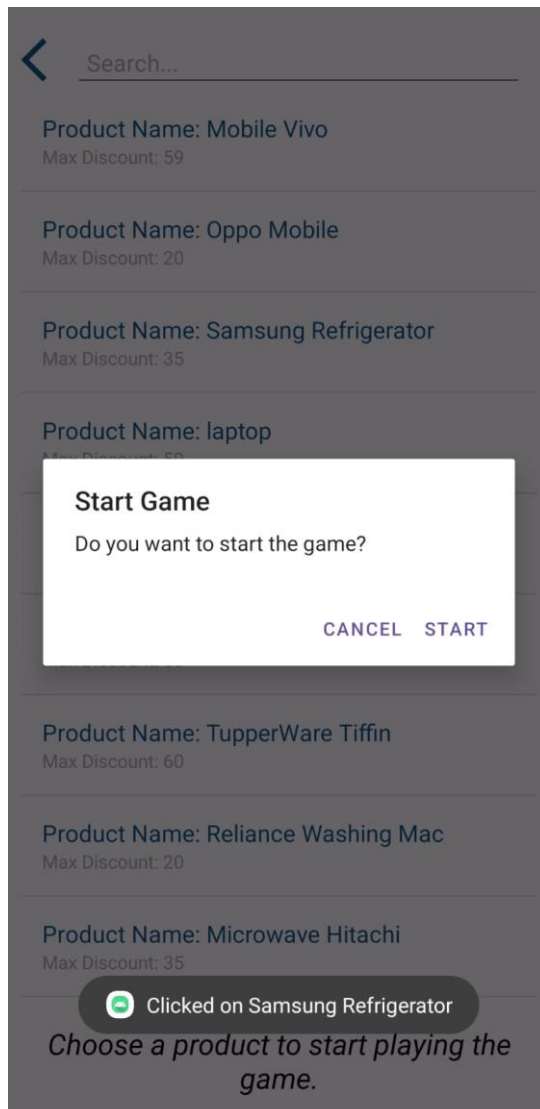 Search...
Product Name: Mobile Vivo
Max Discount: 59
Product Name: Oppo Mobile
Max Discount: 20
Product Name: Samsung Refrigerator
Max Discount: 35
Product Name: laptop
Start Game
Do you want to start the game?
CANCEL START
Product Name: TupperWare Tiffin
Max Discount: 60
Product Name: Reliance Washing Mac
Max Discount: 20
Product Name: Microwave Hitachi
Max Discount: 35
Clicked on Samsung Refrigerator
Choose a product to start playing the
game.